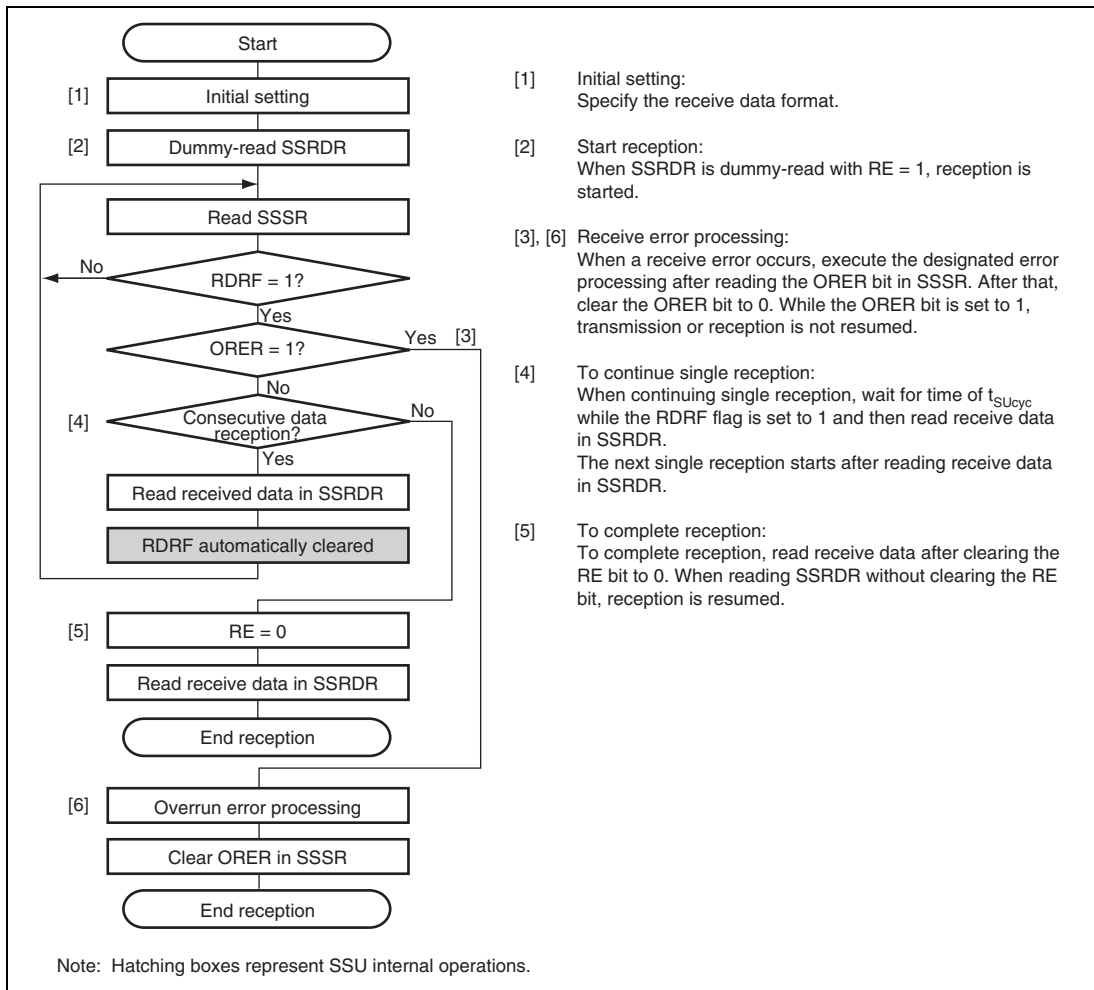 Start
[1] Initial setting
[2] Dummy-read SSRDR
Read SSSR
No
RDRF = 1?
Yes
ORER = 1?
Yes [3]
No
[4] Consecutive data
reception?
No
Yes
Read received data in SSRDR
RDRF automatically cleared
[5] RE = 0
Read receive data in SSRDR
End reception
[6] Overrun error processing
Clear ORER in SSSR
End reception
[1] Initial setting:
Specify the receive data format.
[2] Start reception:
When SSRDR is dummy-read with RE = 1, reception is
started.
[3], [6] Receive error processing:
When a receive error occurs, execute the designated error
processing after reading the ORER bit in SSSR. After that,
clear the ORER bit to 0. While the ORER bit is set to 1,
transmission or reception is not resumed.
[4] To continue single reception:
When continuing single reception, wait for time of tSUcyc
while the RDRF flag is set to 1 and then read receive data
in SSRDR.
The next single reception starts after reading receive data
in SSRDR.
[5] To complete reception:
To complete reception, read receive data after clearing the
RE bit to 0. When reading SSRDR without clearing the RE
bit, reception is resumed.
Note: Hatching boxes represent SSU internal operations.